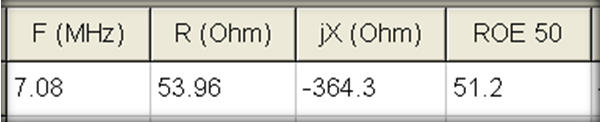 F (MHz) R (Ohm) jX (Ohm) ROE 50
7.08 53.96 -364.3 51.2